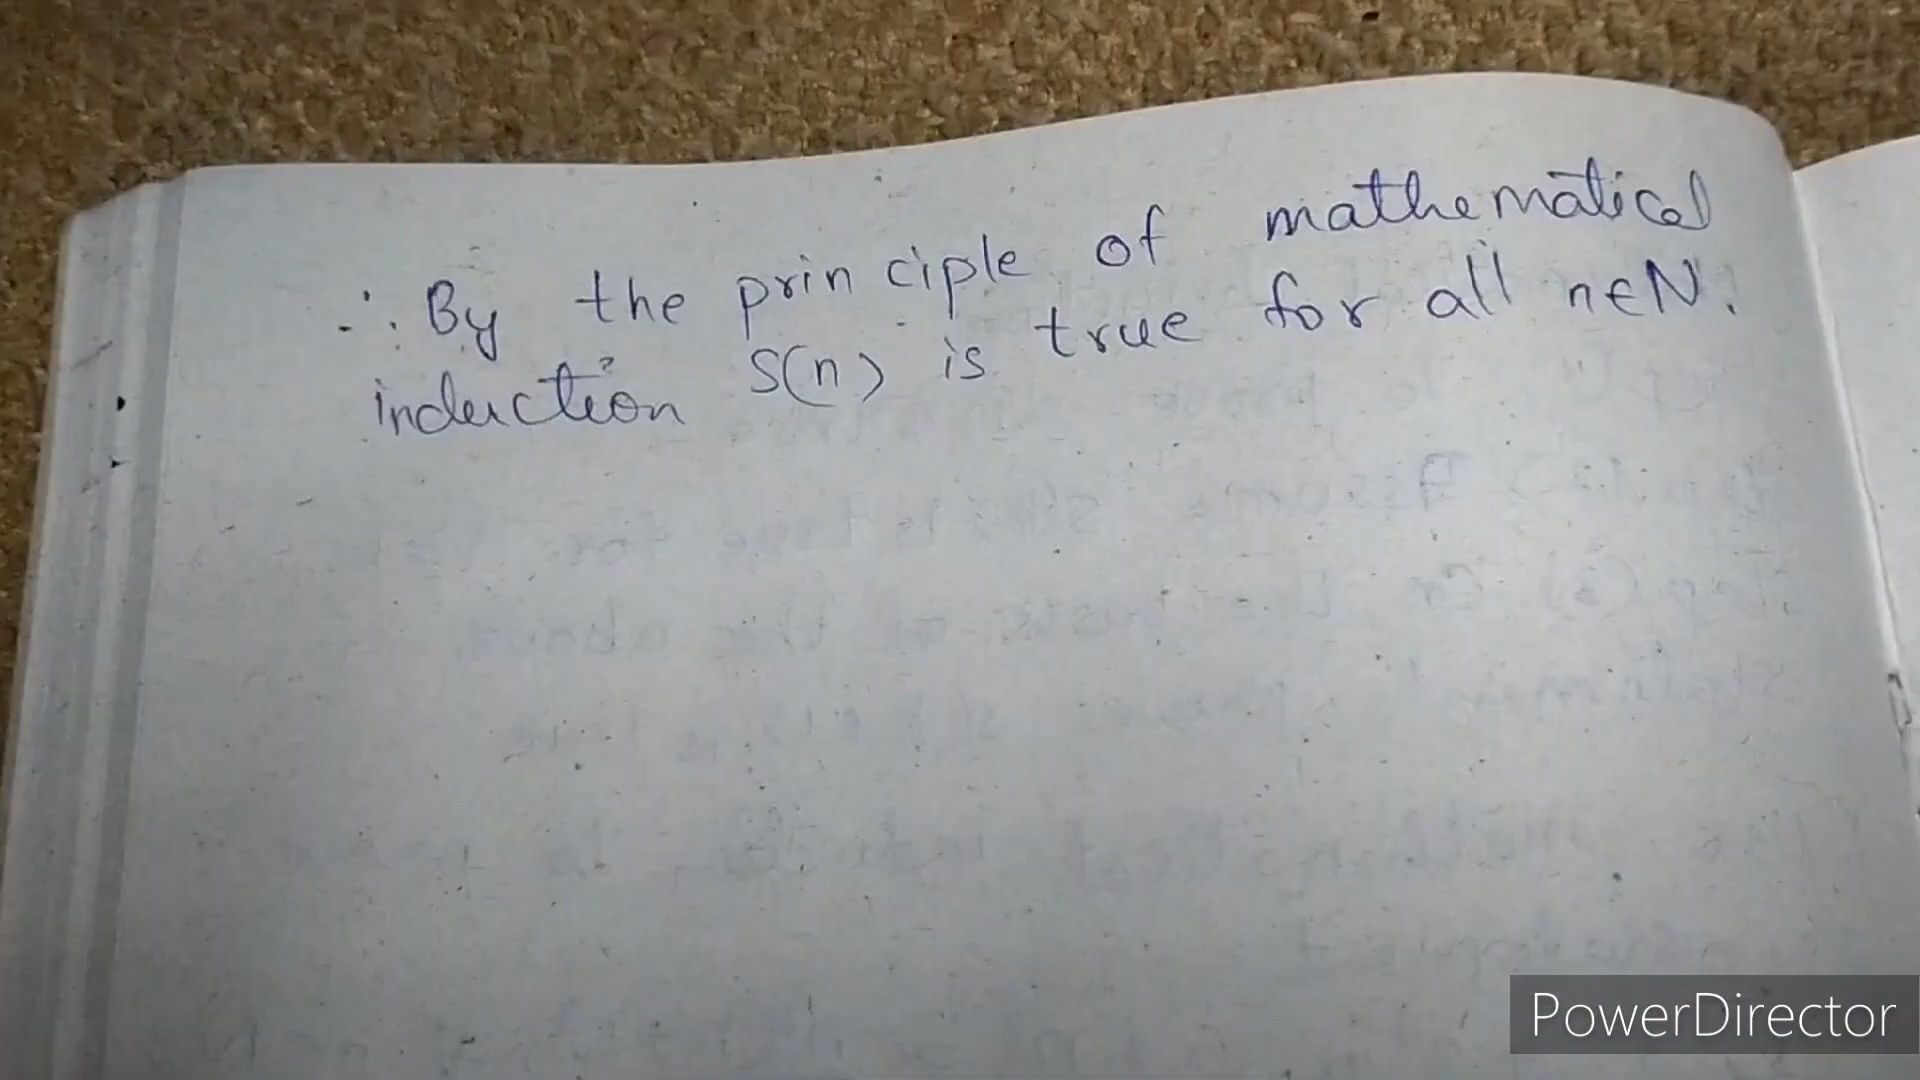 ∴ By the principle of mathematical
induction S(n) is true for all n∈N.
PowerDirector